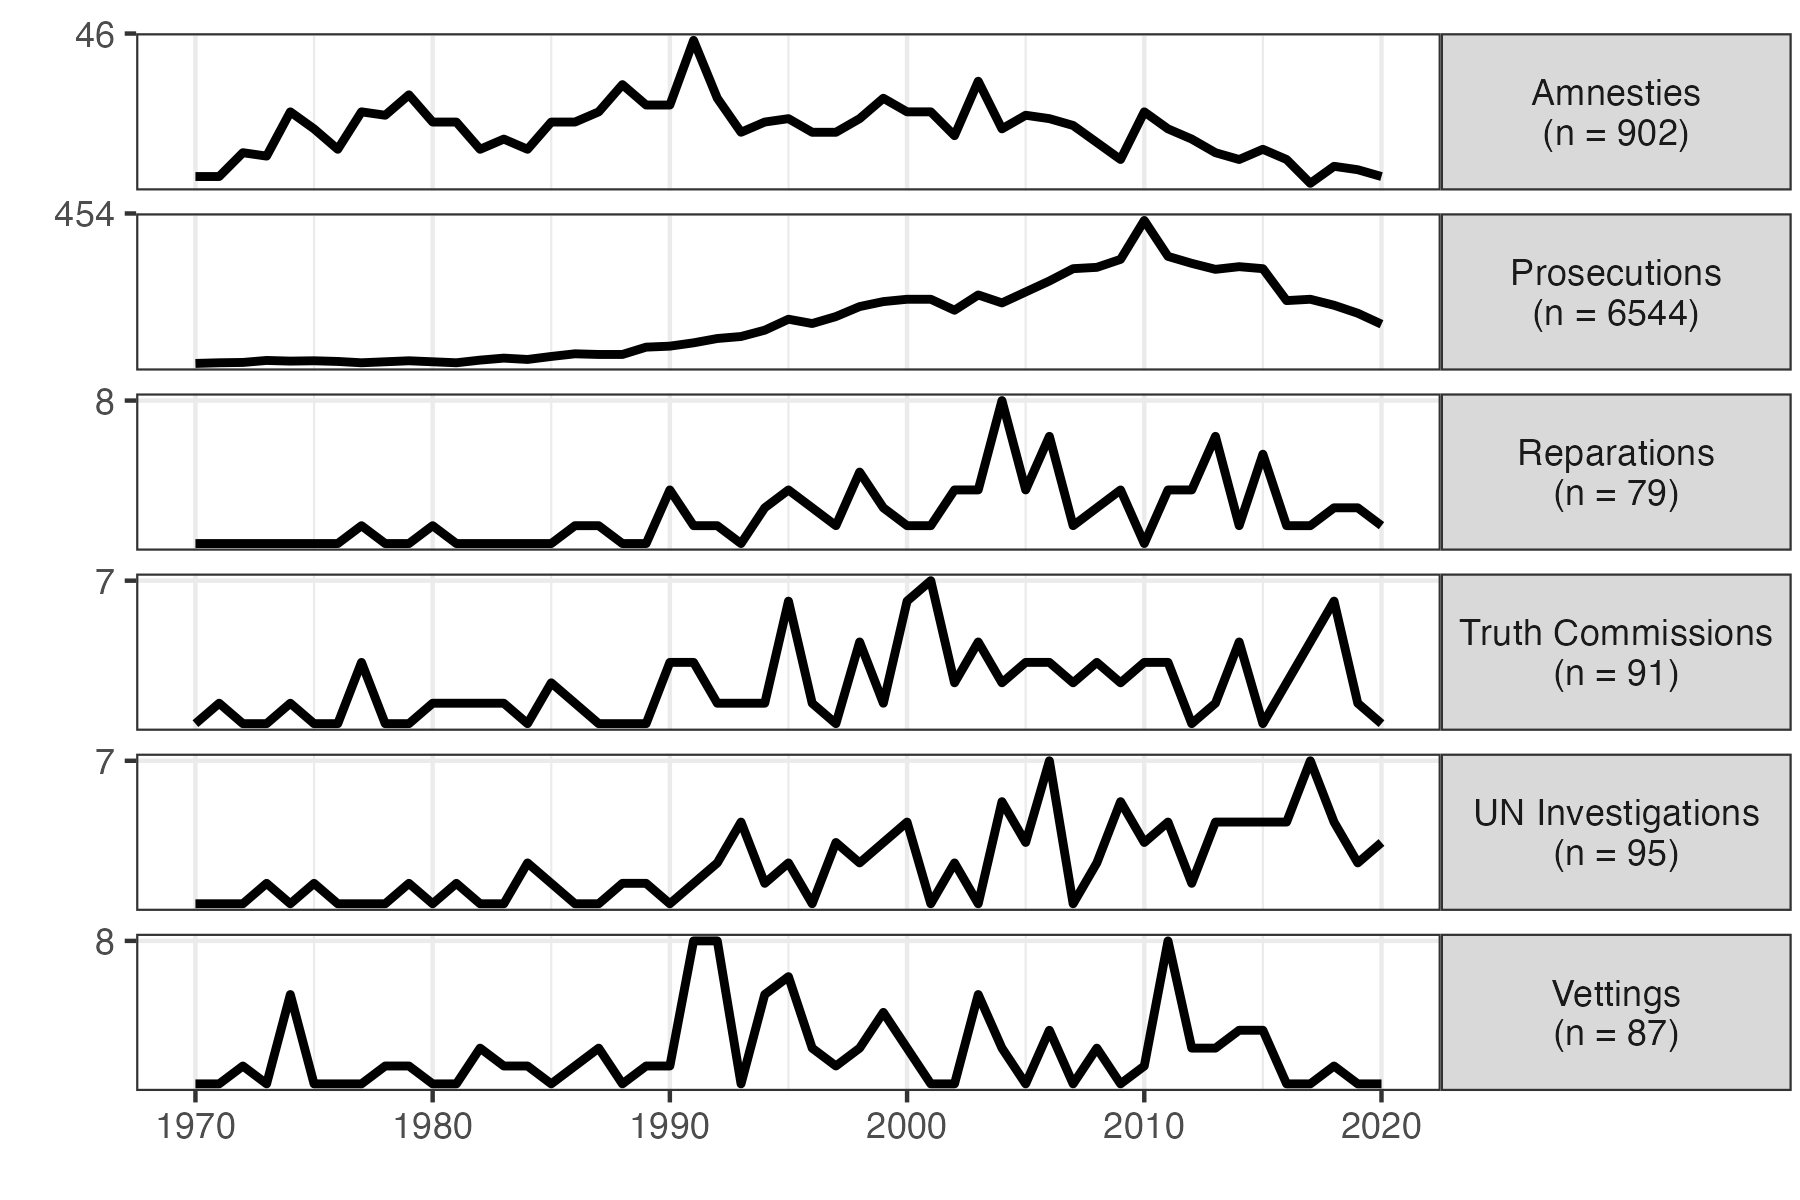 46
Amnesties
(n = 902)
454
Prosecutions
(n = 6544)
8
Reparations
(n = 79)
7
Truth Commissions
(n = 91)
7
UN Investigations
(n = 95)
8
Vettings
(n = 87)
1970 1980 1990 2000 2010 2020